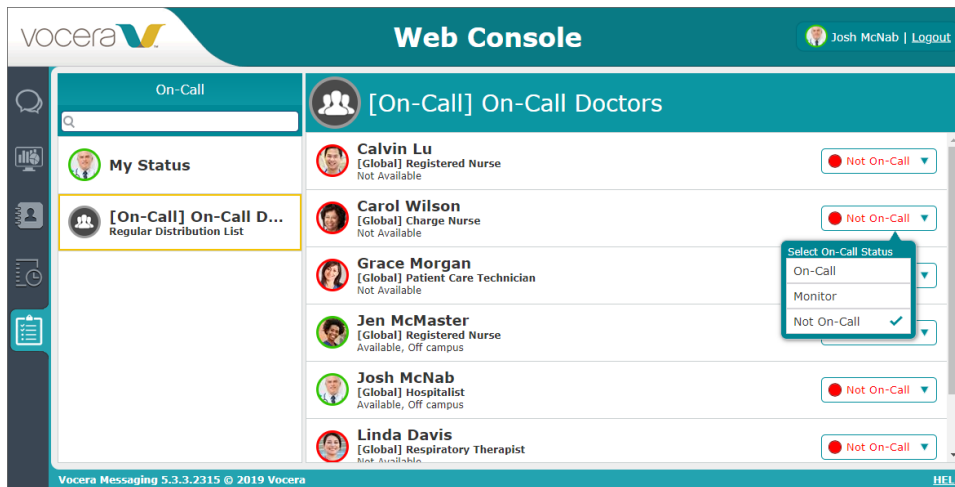 vocera
Web Console
Josh McNab | Logout
On-Call
[On-Call] On-Call Doctors
My Status
[On-Call] On-Call D...
Regular Distribution List
Calvin Lu
[Global] Registered Nurse
Not Available
Not On-Call
Carol Wilson
[Global] Charge Nurse
Not Available
Not On-Call
Select On-Call Status
On-Call
Monitor
Not On-Call
Grace Morgan
[Global] Patient Care Technician
Not Available
Jen McMaster
[Global] Registered Nurse
Available, Off campus
Josh McNab
[Global] Hospitalist
Available, Off campus
Not On-Call
Linda Davis
[Global] Respiratory Therapist
Not Available
Not On-Call
Vocera Messaging 5.3.3.2315 © 2019 Vocera
HEL